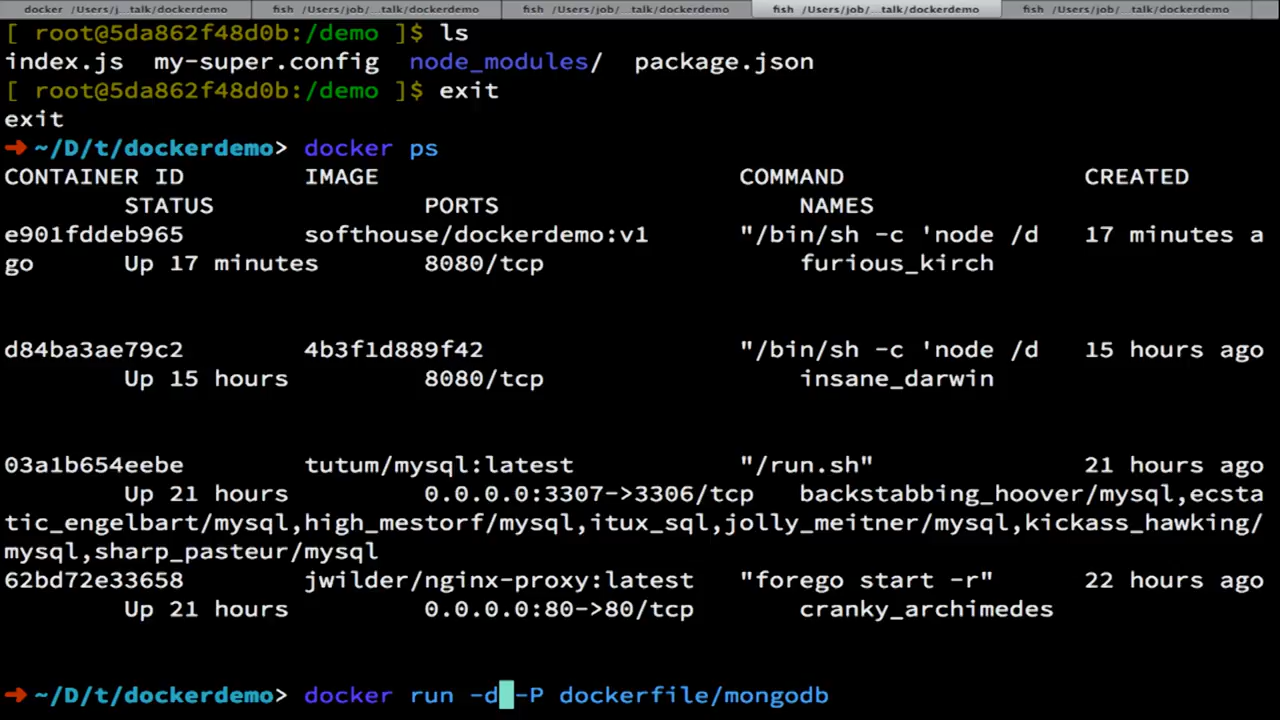 docker /Users/j...talk/dockerdemo fish /Users/job/...talk/dockerdemo fish /Users/job/...talk/dockerdemo fish /Users/job/...talk/dockerdemo fish /Users/job/...talk/dockerdemo
[ root@5da862f48d0b:/demo ]$ ls
index.js my-super.config node_modules/ package.json
[ root@5da862f48d0b:/demo ]$ exit
exit
➜ ~/D/t/dockerdemo> docker ps
CONTAINER ID IMAGE COMMAND CREATED
STATUS PORTS NAMES
e901fddeb965 softhouse/dockerdemo:v1 "/bin/sh -c 'node /d 17 minutes a
go Up 17 minutes 8080/tcp furious_kirch
d84ba3ae79c2 4b3f1d889f42 "/bin/sh -c 'node /d 15 hours ago
Up 15 hours 8080/tcp insane_darwin
03a1b654eebe tutum/mysql:latest "/run.sh" 21 hours ago
Up 21 hours 0.0.0.0:3307->3306/tcp backstabbing_hoover/mysql,ecsta
tic_engelbart/mysql,high_mestorf/mysql,itux_sql,jolly_meitner/mysql,kickass_hawking/
mysql,sharp_pasteur/mysql
62bd72e33658 jwilder/nginx-proxy:latest "forego start -r" 22 hours ago
Up 21 hours 0.0.0.0:80->80/tcp cranky_archimedes
➜ ~/D/t/dockerdemo> docker run -d -P dockerfile/mongodb